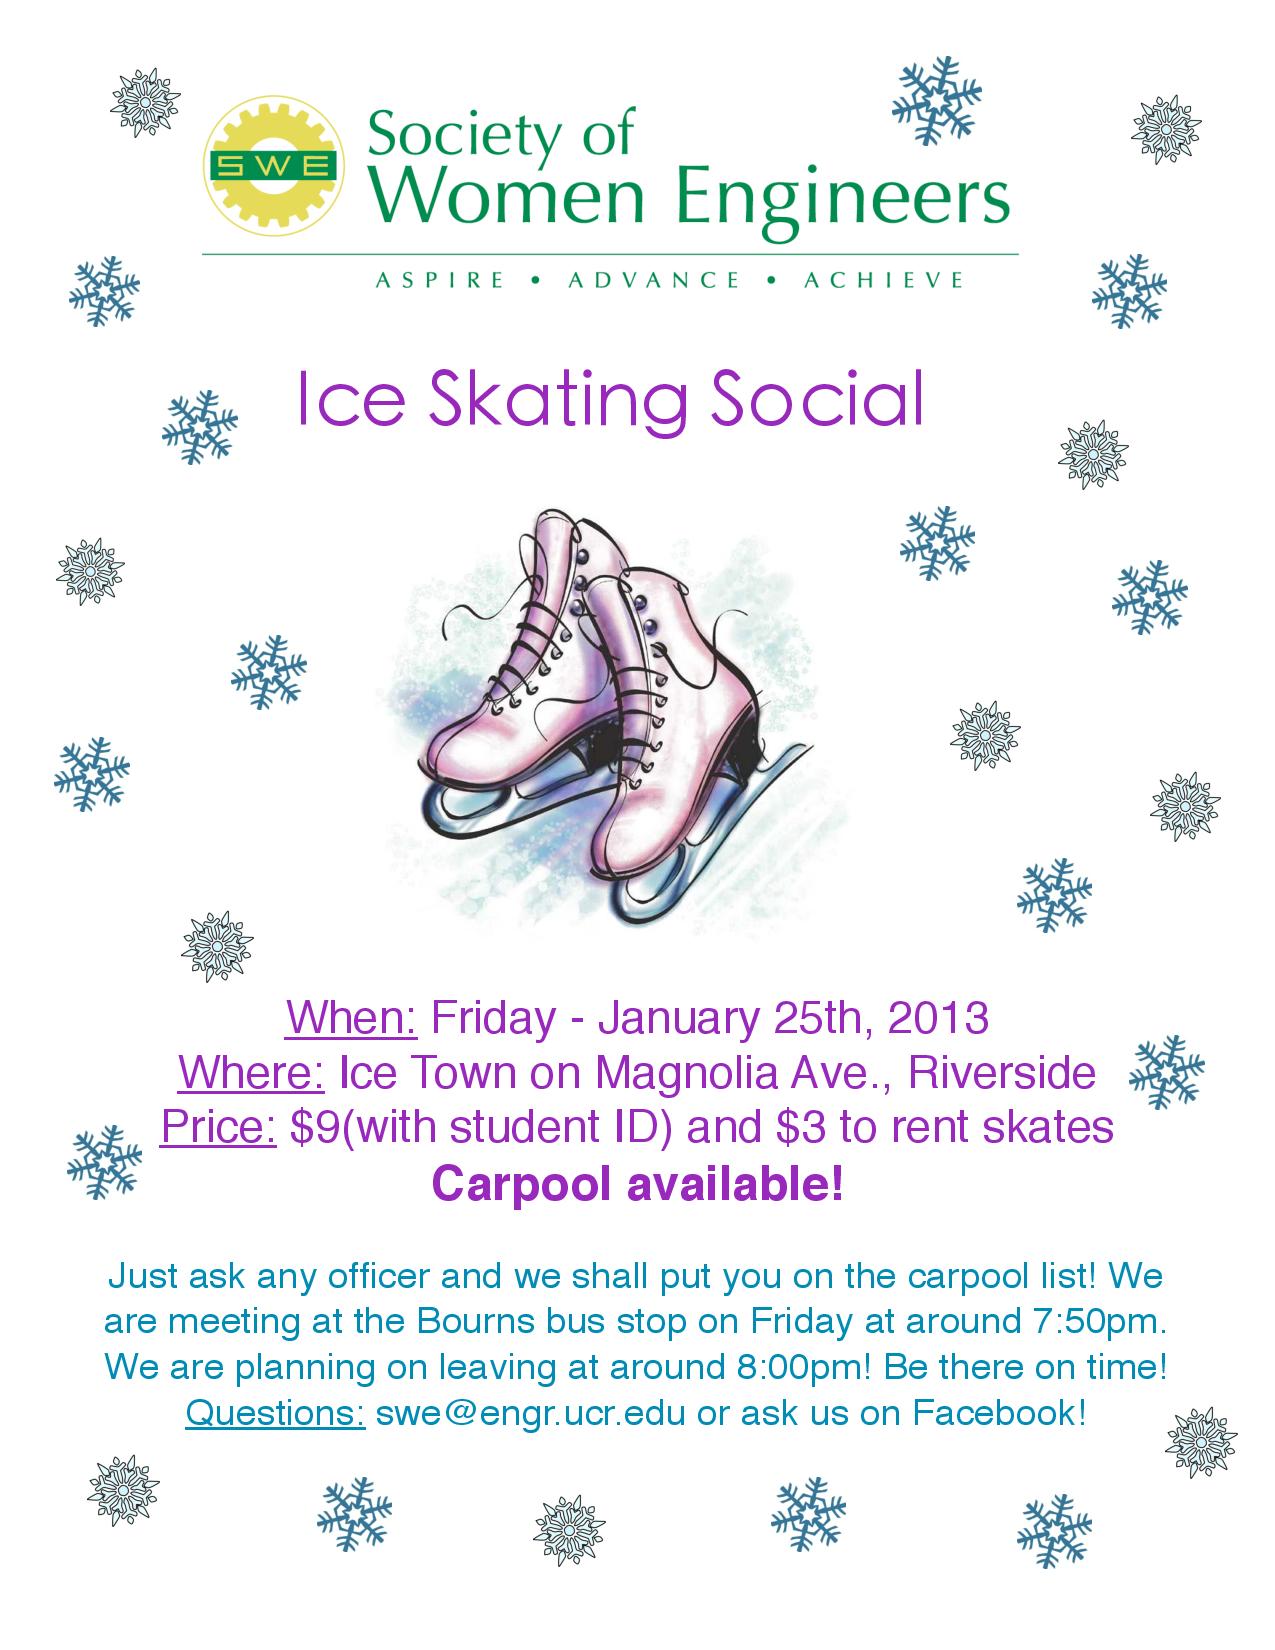 SWE
Society of
Women Engineers
ASPIRE • ADVANCE • ACHIEVE
Ice Skating Social
When: Friday - January 25th, 2013
Where: Ice Town on Magnolia Ave., Riverside
Price: $9(with student ID) and $3 to rent skates
Carpool available!
Just ask any officer and we shall put you on the carpool list! We
are meeting at the Bourns bus stop on Friday at around 7:50pm.
We are planning on leaving at around 8:00pm! Be there on time!
Questions: swe@engr.ucr.edu or ask us on Facebook!